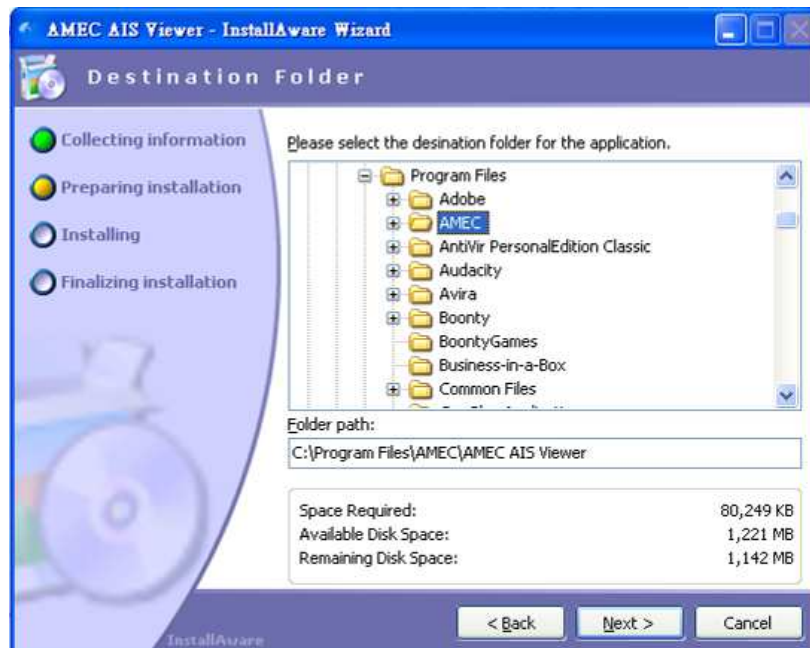 AMEC AIS Viewer - InstallAware Wizard
Destination Folder
Collecting information
Preparing installation
Installing
Finalizing installation
Please select the desination folder for the application.
Program Files
Adobe
AMEC
AntiVir PersonalEdition Classic
Audacity
Avira
Boonty
BoontyGames
Business-in-a-Box
Common Files
Folder path:
C:\Program Files\AMEC\AMEC AIS Viewer
Space Required: 80,249 KB
Available Disk Space: 1,221 MB
Remaining Disk Space: 1,142 MB
InstallAware
< Back Next > Cancel